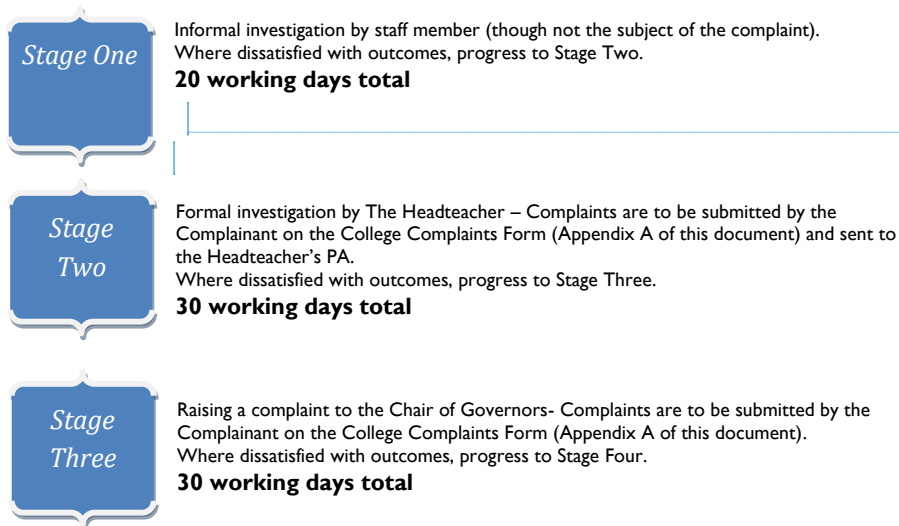 Stage One
Informal investigation by staff member (though not the subject of the complaint).
Where dissatisfied with outcomes, progress to Stage Two.
20 working days total
Stage
Two
Formal investigation by The Headteacher – Complaints are to be submitted by the
Complainant on the College Complaints Form (Appendix A of this document) and sent to
the Headteacher's PA.
Where dissatisfied with outcomes, progress to Stage Three.
30 working days total
Stage
Three
Raising a complaint to the Chair of Governors- Complaints are to be submitted by the
Complainant on the College Complaints Form (Appendix A of this document).
Where dissatisfied with outcomes, progress to Stage Four.
30 working days total